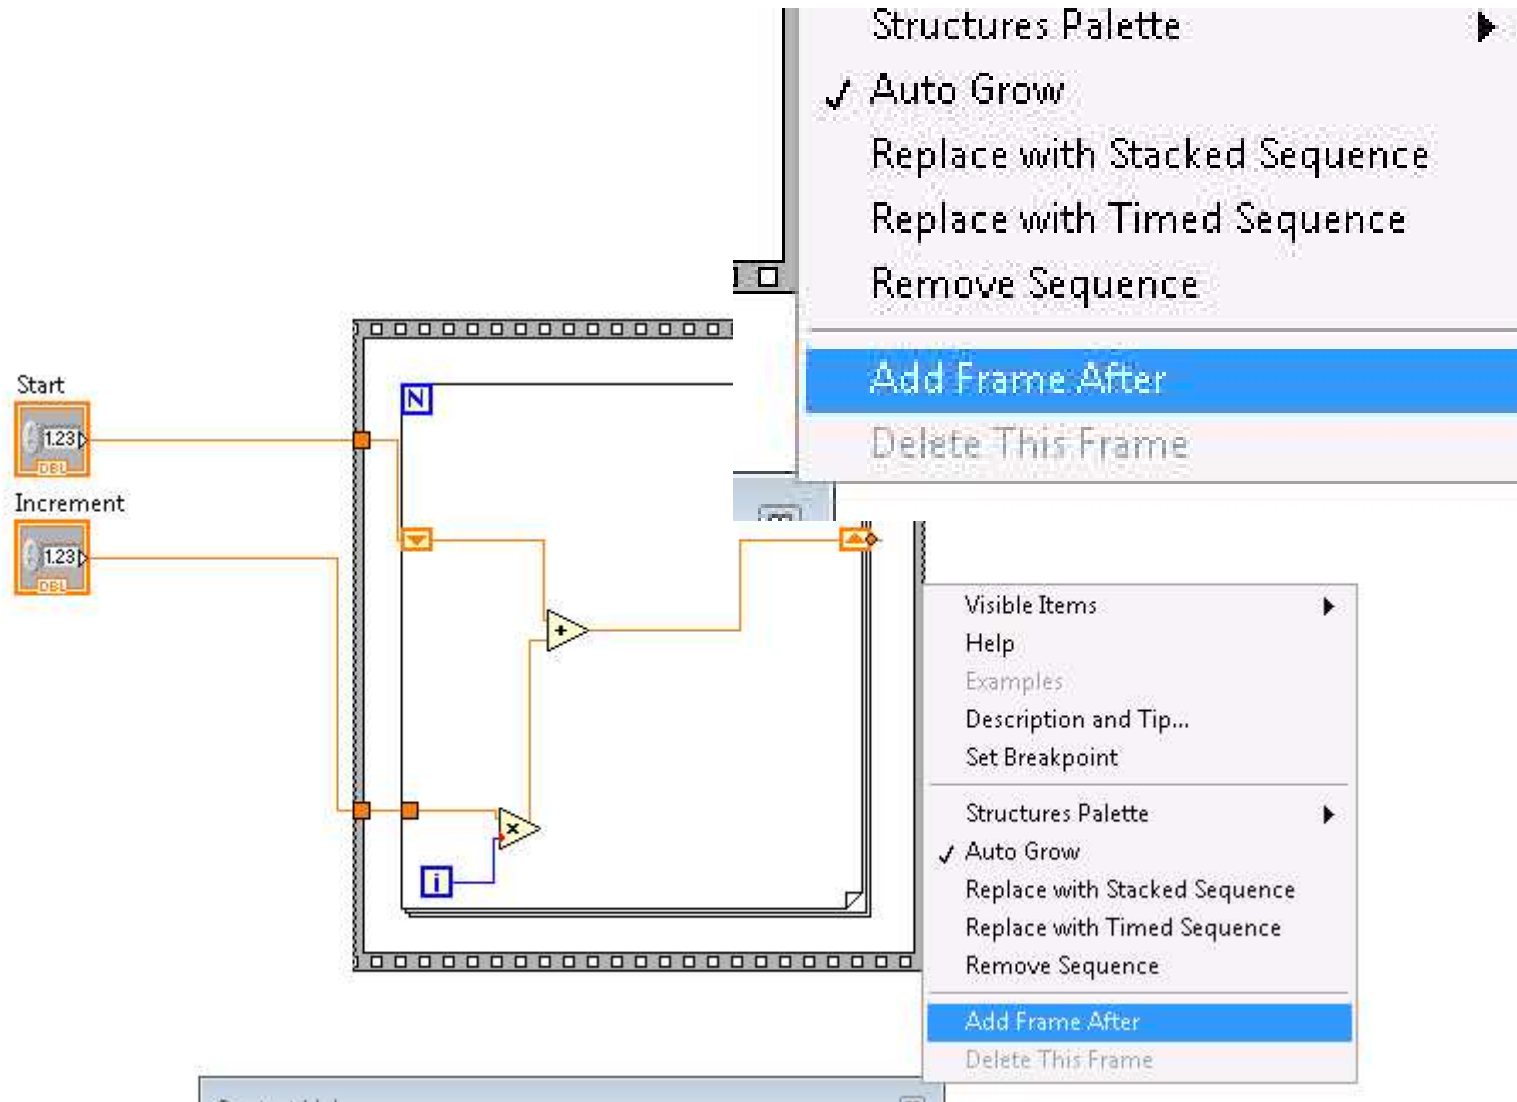 Structures Palette
Auto Grow
Replace with Stacked Sequence
Replace with Timed Sequence
Remove Sequence
Add Frame After
Delete This Frame
Start
1.23
DBL
Increment
1.23
DBL
N
+
x
i
Visible Items
Help
Examples
Description and Tip...
Set Breakpoint
Structures Palette
Auto Grow
Replace with Stacked Sequence
Replace with Timed Sequence
Remove Sequence
Add Frame After
Delete This Frame